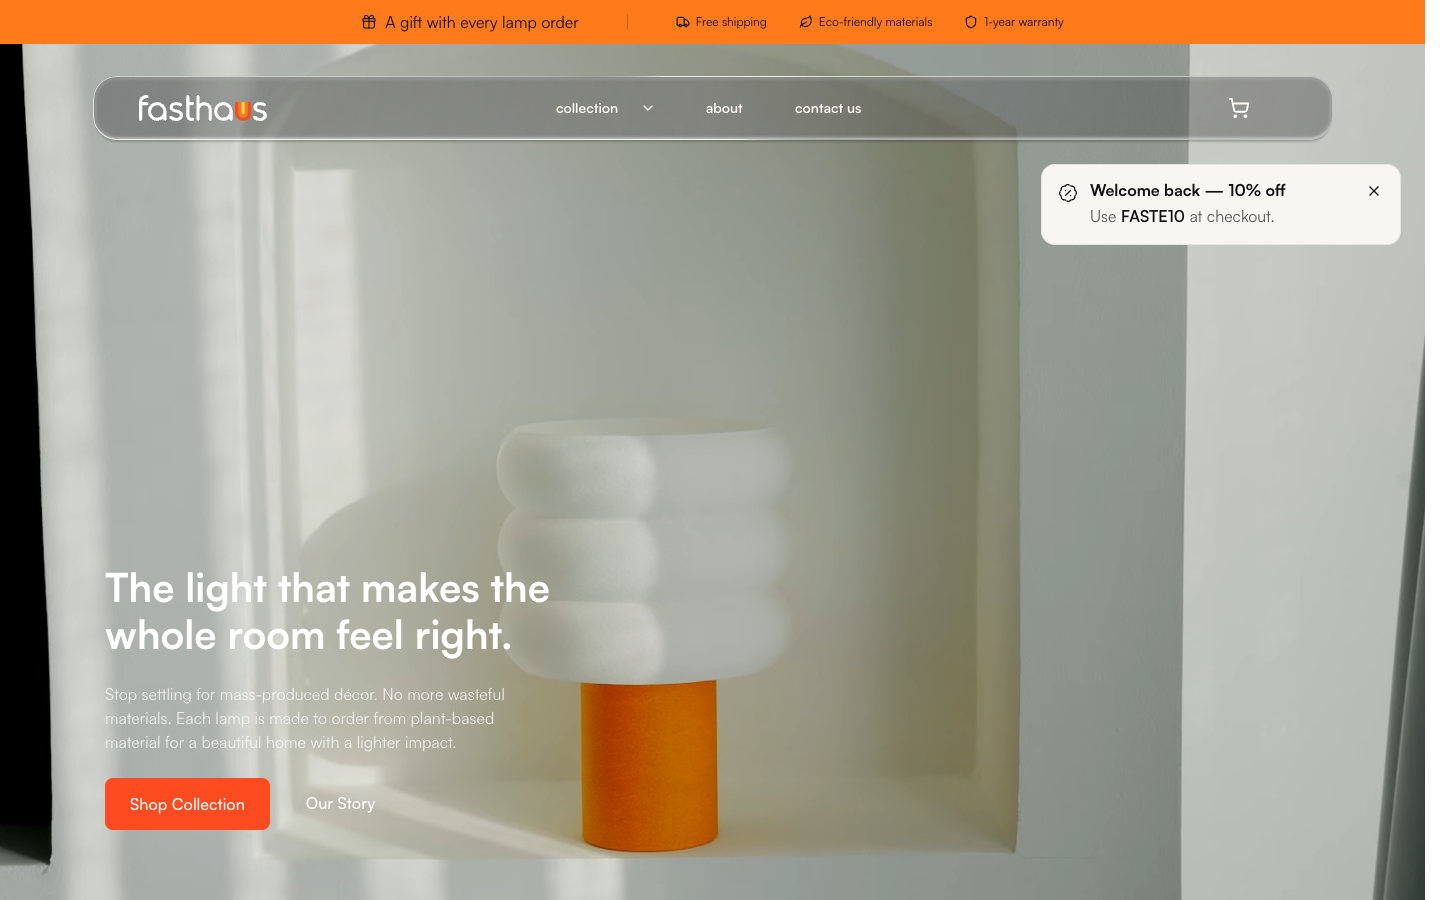 A gift with every lamp order
Free shipping
Eco-friendly materials
1-year warranty
fasthaus
collection
about
contact us
Welcome back — 10% off
Use FASTE10 at checkout.
The light that makes the
whole room feel right.
Stop settling for mass-produced décor. No more wasteful
materials. Each lamp is made to order from plant-based
material for a beautiful home with a lighter impact.
Shop Collection
Our Story